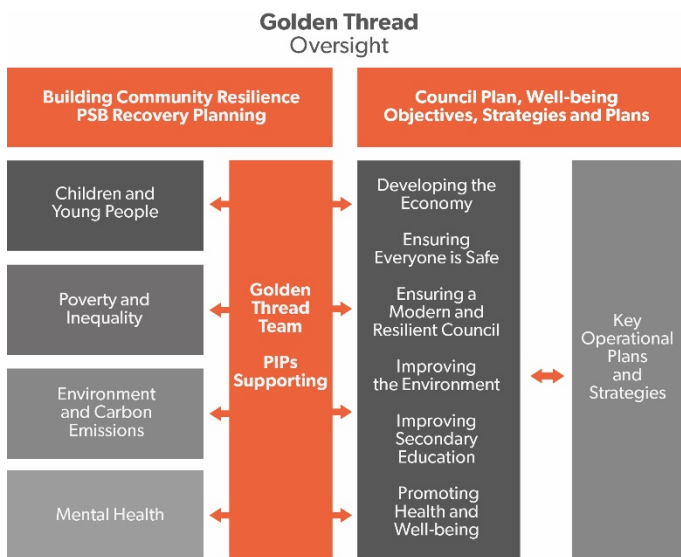 Golden Thread
Oversight
Building Community Resilience
PSB Recovery Planning
Council Plan, Well-being
Objectives, Strategies and Plans
Children and
Young People
Poverty and
Inequality
Environment
and Carbon
Emissions
Mental Health
Golden
Thread
Team
PIPs
Supporting
Developing the
Economy
Ensuring
Everyone is Safe
Ensuring a
Modern and
Resilient Council
Improving
the Environment
Improving
Secondary
Education
Promoting
Health and
Well-being
Key
Operational
Plans
and
Strategies